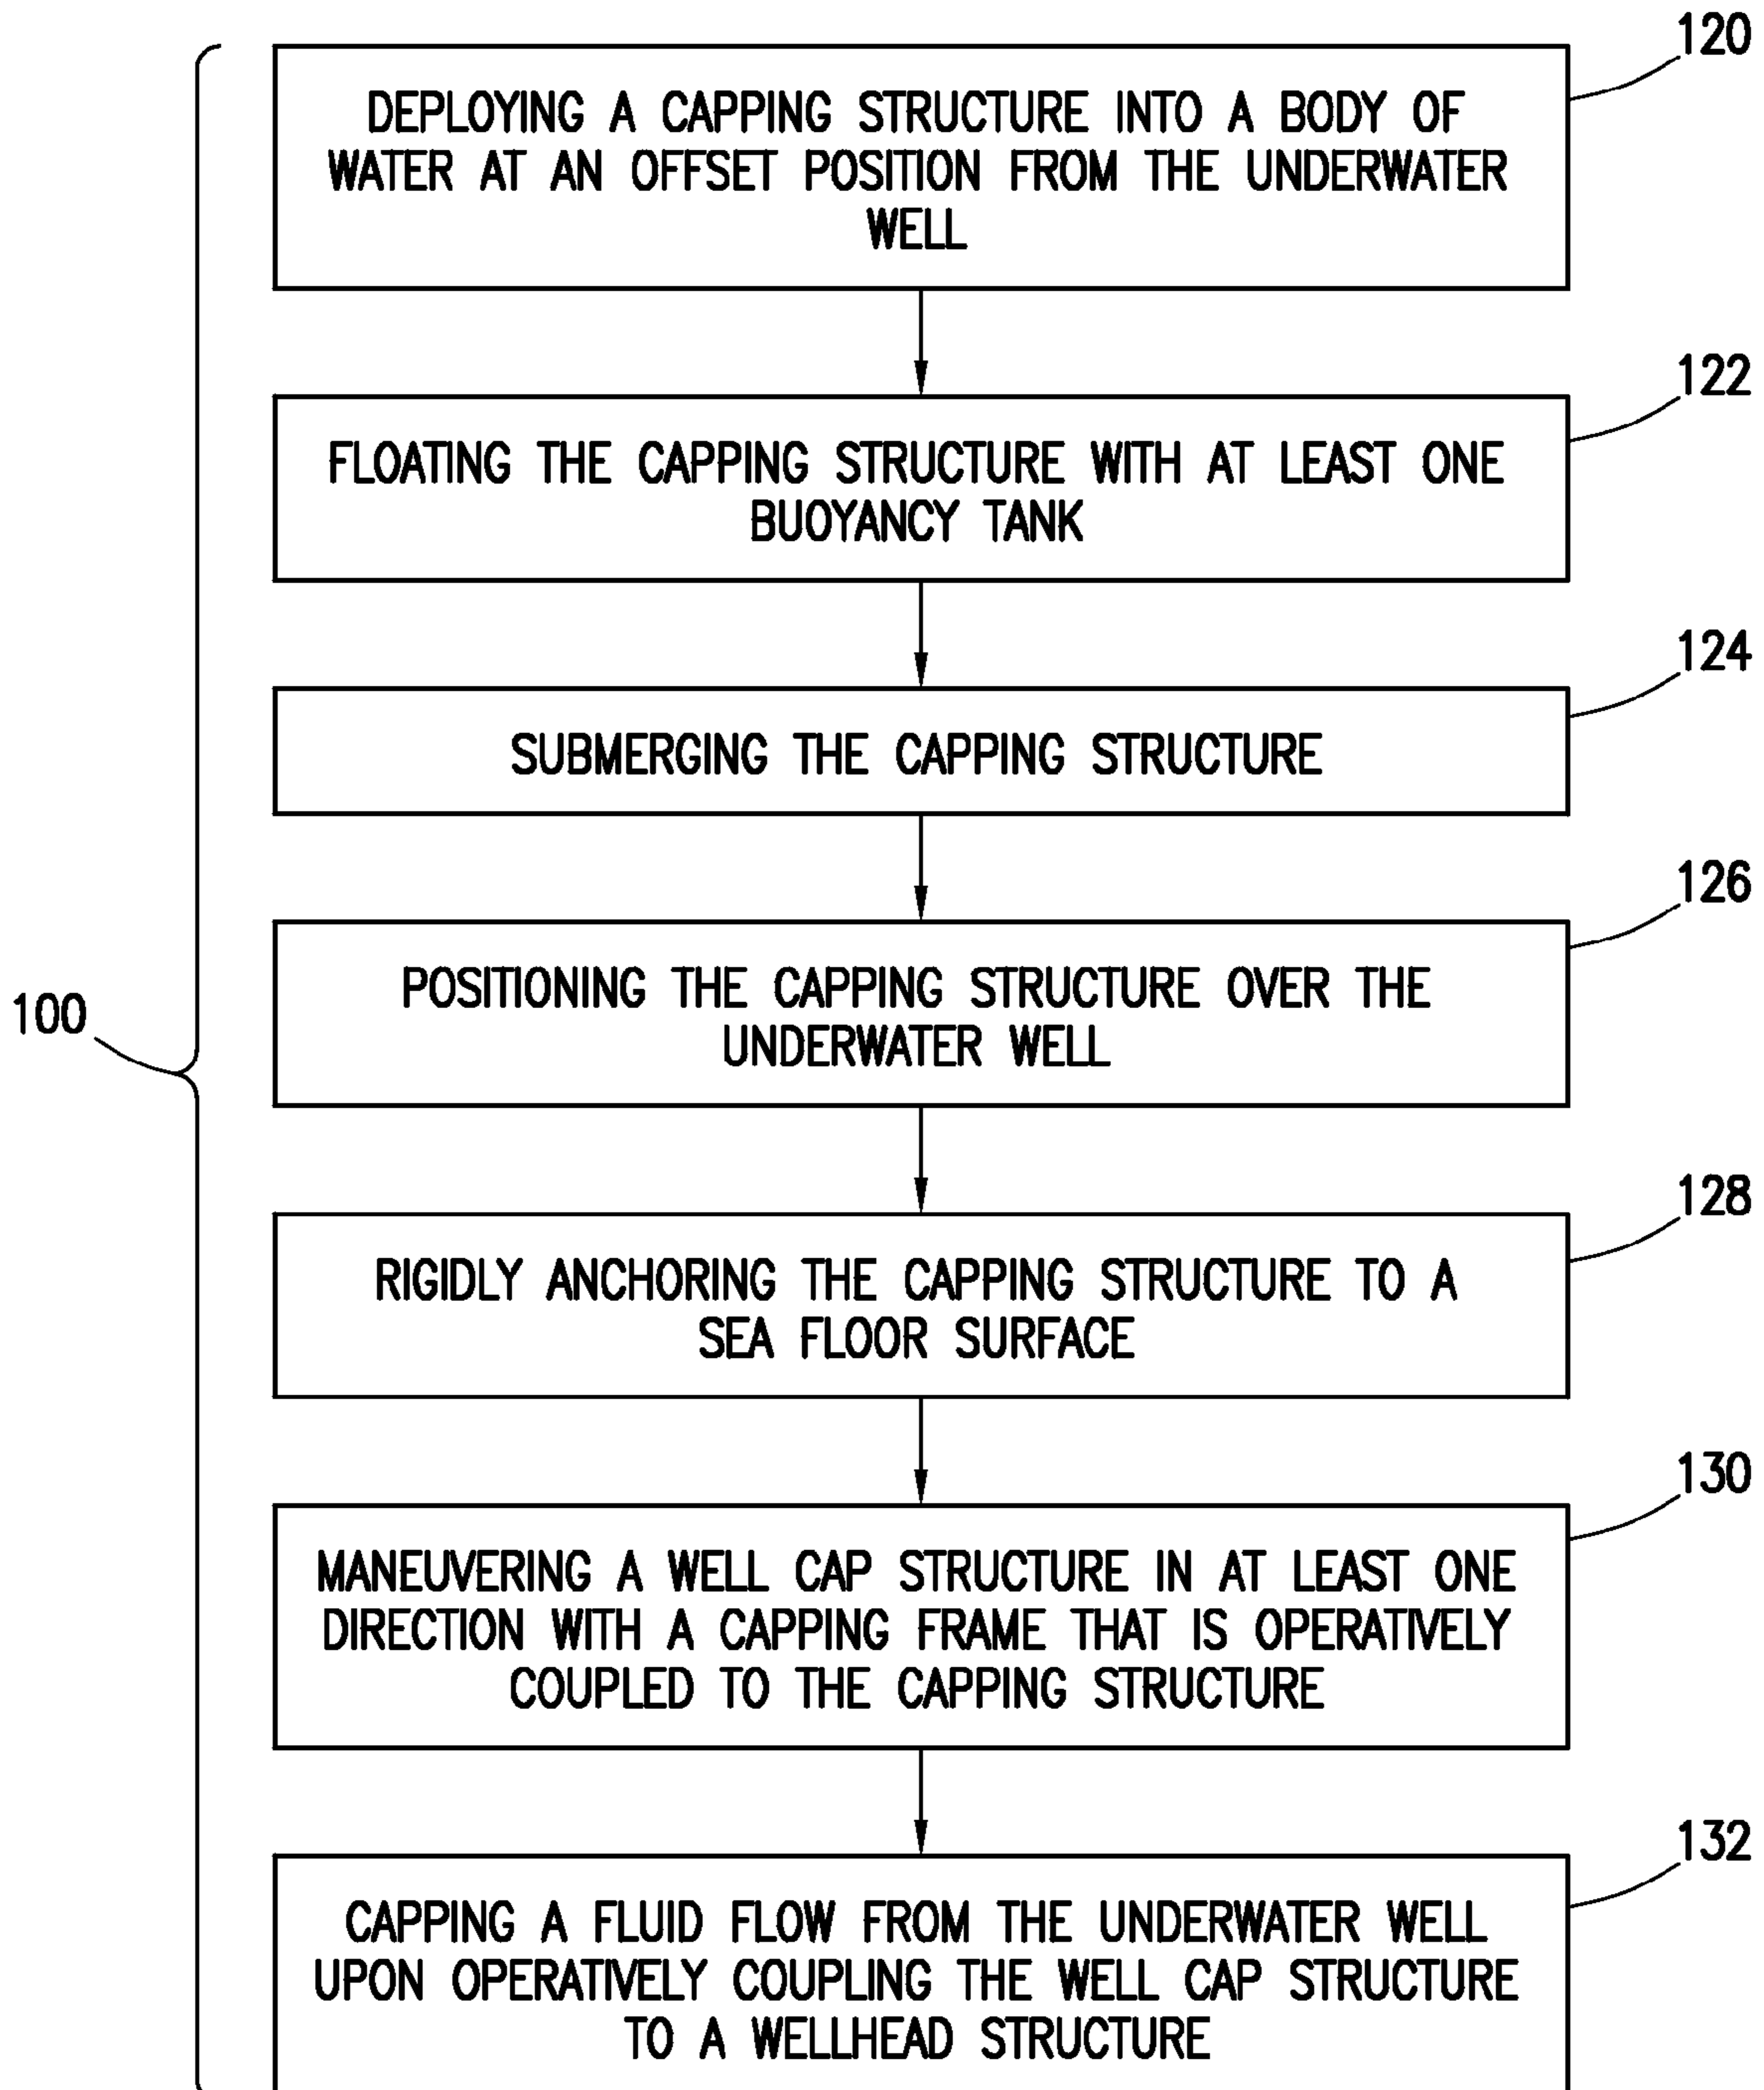 120
DEPLOYING A CAPPING STRUCTURE INTO A BODY OF
WATER AT AN OFFSET POSITION FROM THE UNDERWATER
WELL
122
FLOATING THE CAPPING STRUCTURE WITH AT LEAST ONE
BUOYANCY TANK
124
SUBMERGING THE CAPPING STRUCTURE
126
POSITIONING THE CAPPING STRUCTURE OVER THE
UNDERWATER WELL
100
128
RIGIDLY ANCHORING THE CAPPING STRUCTURE TO A
SEA FLOOR SURFACE
130
MANEUVERING A WELL CAP STRUCTURE IN AT LEAST ONE
DIRECTION WITH A CAPPING FRAME THAT IS OPERATIVELY
COUPLED TO THE CAPPING STRUCTURE
132
CAPPING A FLUID FLOW FROM THE UNDERWATER WELL
UPON OPERATIVELY COUPLING THE WELL CAP STRUCTURE
TO A WELLHEAD STRUCTURE